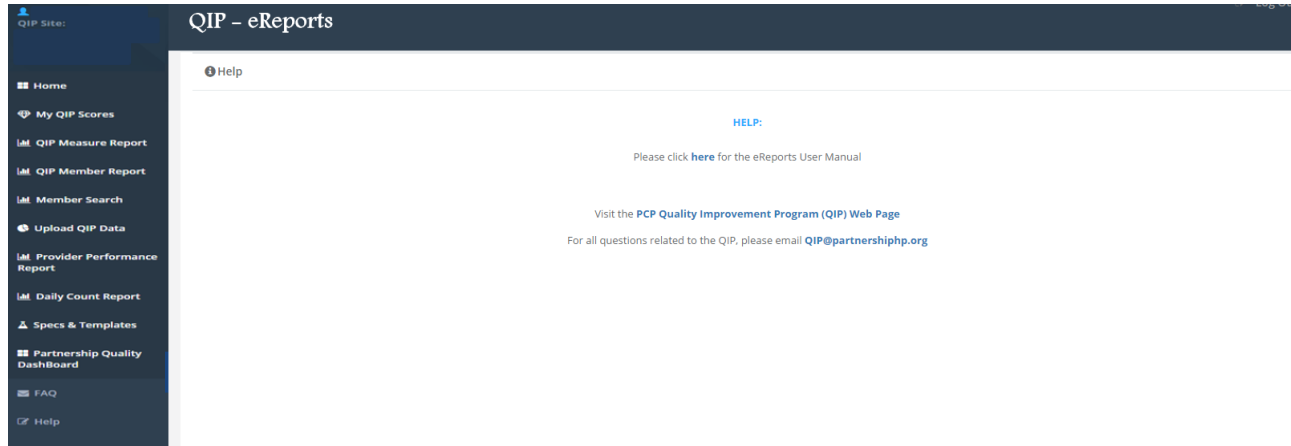 QIP Site:
QIP – eReports
Home
My QIP Scores
QIP Measure Report
QIP Member Report
Member Search
Upload QIP Data
Provider Performance
Report
Daily Count Report
Specs & Templates
Partnership Quality
DashBoard
FAQ
Help
Help
HELP:
Please click here for the eReports User Manual
Visit the PCP Quality Improvement Program (QIP) Web Page
For all questions related to the QIP, please email QIP@partnershiphp.org